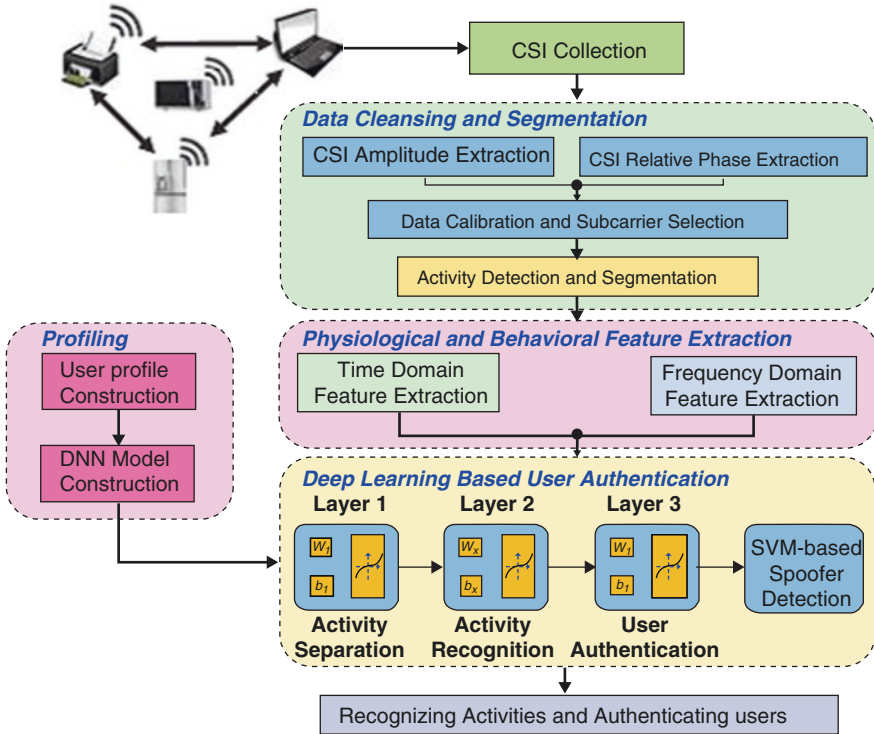 CSI Collection
Data Cleansing and Segmentation
CSI Amplitude Extraction
CSI Relative Phase Extraction
Data Calibration and Subcarrier Selection
Activity Detection and Segmentation
Profiling
User profile
Construction
DNN Model
Construction
Physiological and Behavioral Feature Extraction
Time Domain
Feature Extraction
Frequency Domain
Feature Extraction
Deep Learning Based User Authentication
Layer 1
W1
b1
Activity
Separation
Layer 2
Wx
bx
Activity
Recognition
Layer 3
W1
b1
User
Authentication
SVM-based
Spoofer
Detection
Recognizing Activities and Authenticating users